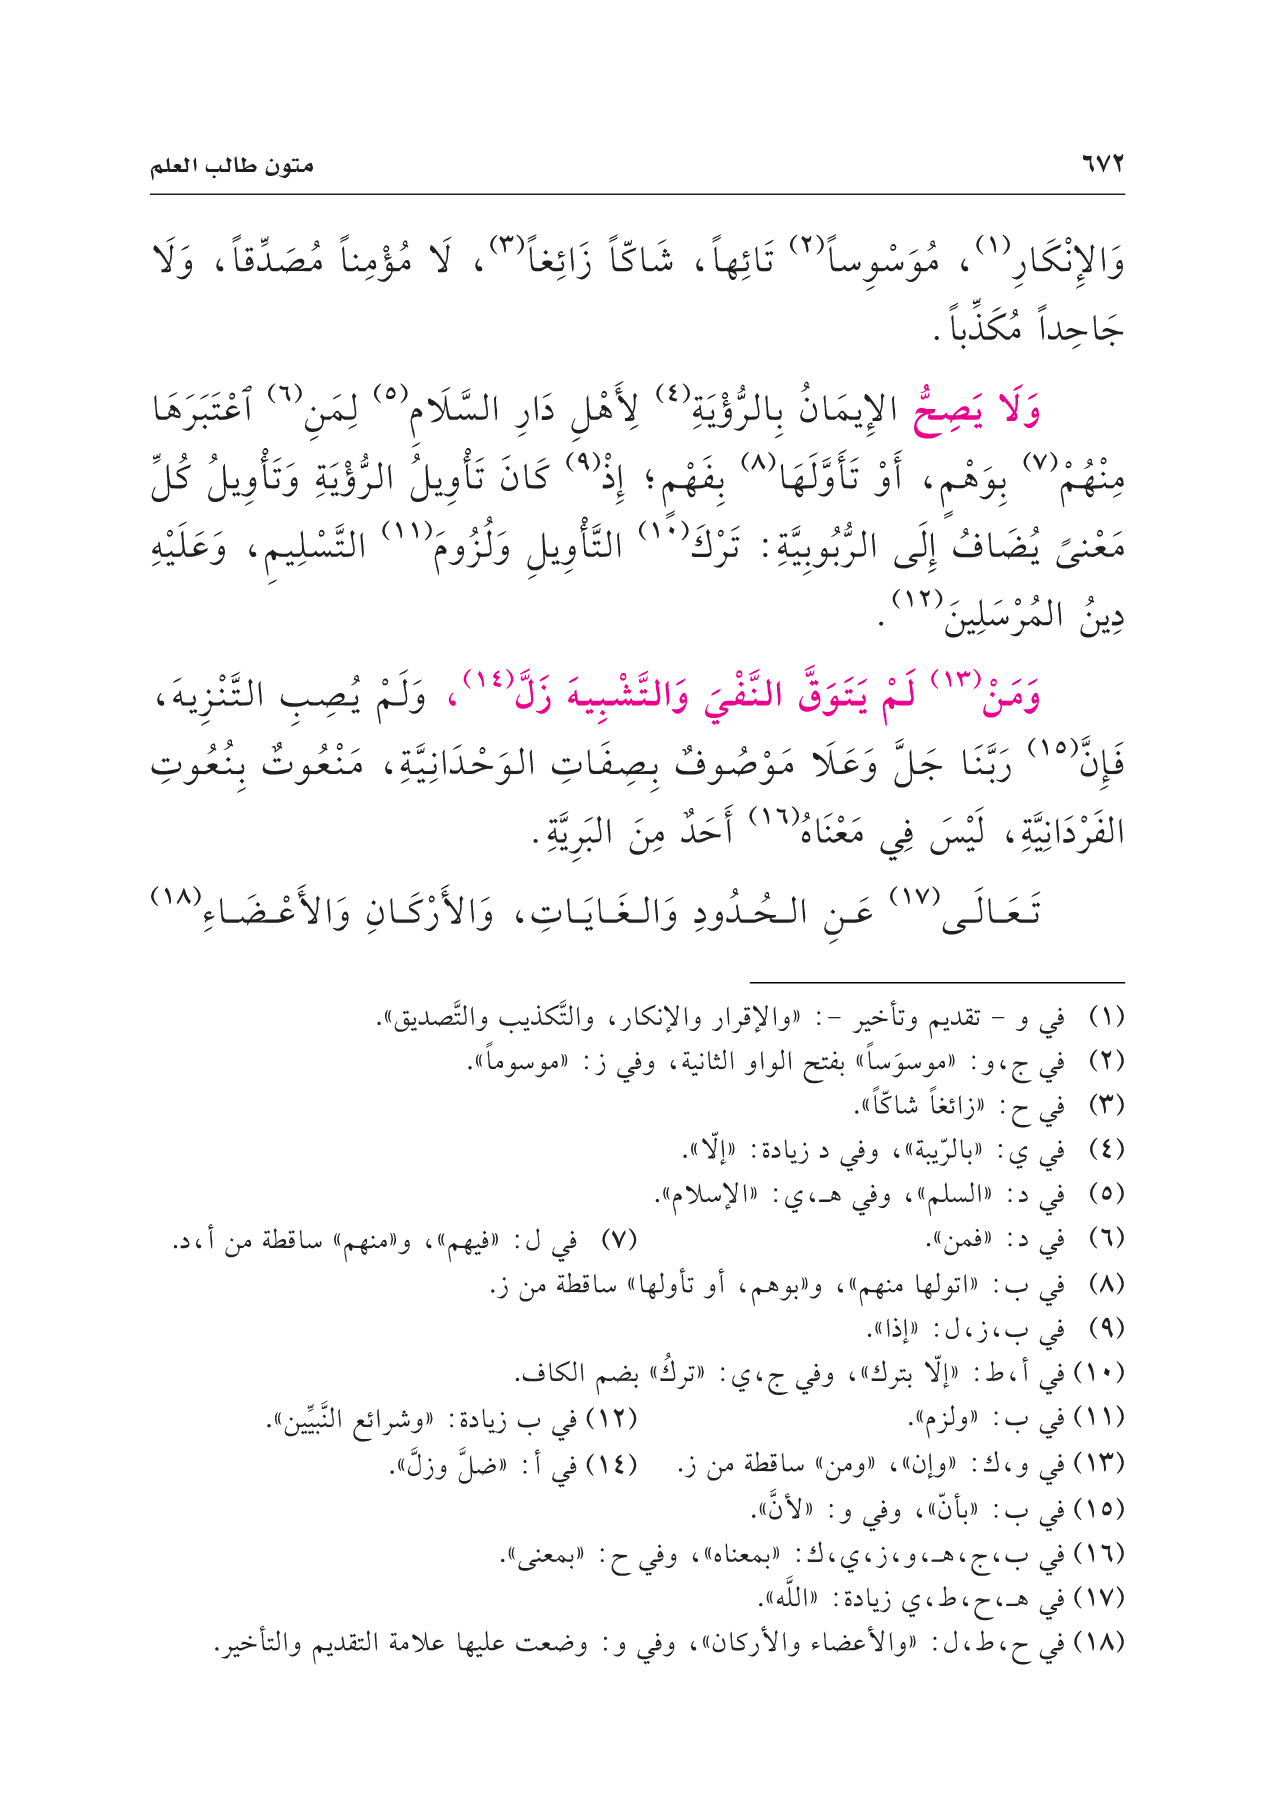 ٦٧٢ متون طالب العلم
وَالإِنْكَارِ(١)، مُوَسْوِساً(٢) تَائِهاً، شَاكّاً زَائِغاً(٣)، لَا مُؤْمِناً مُصَدِّقاً، وَلَا
جَاحِداً مُكَذِّباً.
وَلَا يَصِحُّ الإِيمَانُ بِالرُّؤْيَةِ(٤) لِأَهْلِ دَارِ السَّلَامِ(٥) لِمَنِ(٦) ٱعْتَبَرَهَا
مِنْهُمْ(٧) بِوَهْمٍ، أَوْ تَأَوَّلَهَا(٨) بِفَهْمٍ؛ إِذْ(٩) كَانَ تَأْوِيلُ الرُّؤْيَةِ وَتَأْوِيلُ كُلِّ
مَعْنىً يُضَافُ إِلَى الرُّبُوبِيَّةِ: تَرْكَ(١٠) التَّأْوِيلِ وَلُزُومَ(١١) التَّسْلِيمِ، وَعَلَيْهِ
دِينُ المُرْسَلِينَ(١٢).
وَمَنْ(١٣) لَمْ يَتَوَقَّ النَّفْيَ وَالتَّشْبِيهَ زَلَّ(١٤)، وَلَمْ يُصِبِ التَّنْزِيهَ،
فَإِنَّ(١٥) رَبَّنَا جَلَّ وَعَلَا مَوْصُوفٌ بِصِفَاتِ الوَحْدَانِيَّةِ، مَنْعُوتٌ بِنُعُوتِ
الفَرْدَانِيَّةِ، لَيْسَ فِي مَعْنَاهُ(١٦) أَحَدٌ مِنَ البَرِيَّةِ.
تَعَالَى(١٧) عَنِ الحُدُودِ وَالغَايَاتِ، وَالأَرْكَانِ وَالأَعْضَاءِ(١٨)
(١) في و - تقديم وتأخير -: «والإقرار والإنكار، والتَّكذيب والتَّصديق».
(٢) في ج،و: «موسوَساً» بفتح الواو الثانية، وفي ز: «موسوماً».
(٣) في ح: «زائغاً شاكّاً».
(٤) في ي: «بالرّيبة»، وفي د زيادة: «إلّا».
(٥) في د: «السلم»، وفي هـ،ي: «الإسلام».
(٦) في د: «فمن». (٧) في ل: «فيهم»، و«منهم» ساقطة من أ،د.
(٨) في ب: «اتولها منهم»، و«بوهم، أو تأولها» ساقطة من ز.
(٩) في ب،ز،ل: «إذا».
(١٠) في أ،ط: «إلّا بترك»، وفي ج،ي: «تركُ» بضم الكاف.
(١١) في ب: «ولزم». (١٢) في ب زيادة: «وشرائع النَّبيِّين».
(١٣) في و،ك: «وإن»، «ومن» ساقطة من ز. (١٤) في أ: «ضلَّ وزلَّ».
(١٥) في ب: «بأنّ»، وفي و: «لأنَّ».
(١٦) في ب،ج،هـ،و،ز،ي،ك: «بمعناه»، وفي ح: «بمعنى».
(١٧) في هـ،ح،ط،ي زيادة: «اللَّه».
(١٨) في ح،ط،ل: «والأعضاء والأركان»، وفي و: وضعت عليها علامة التقديم والتأخير.